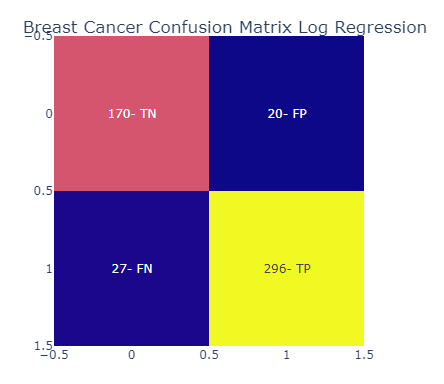 Breast Cancer Confusion Matrix Log Regression
−0.5
0
170- TN
20- FP
0.5
1
27- FN
296- TP
1.5
−0.5 0 0.5 1 1.5